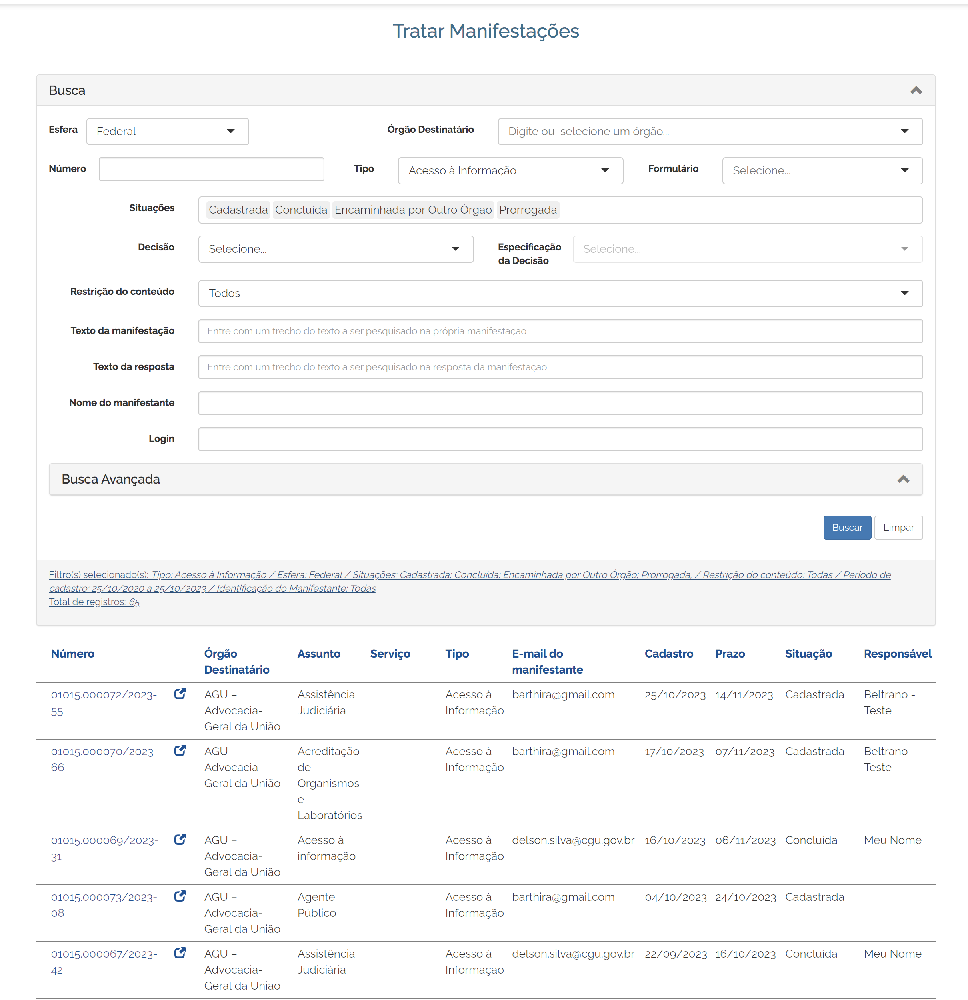 Tratar Manifestações
Busca
Esfera Federal Órgão Destinatário Digite ou selecione um órgão...
Número Tipo Acesso à Informação Formulário Selecione...
Situações Cadastrada Concluída Encaminhada por Outro Órgão Prorrogada
Decisão Selecione... Especificação da Decisão Selecione...
Restrição do conteúdo Todos
Texto da manifestação Entre com um trecho do texto a ser pesquisado na própria manifestação
Texto da resposta Entre com um trecho do texto a ser pesquisado na resposta da manifestação
Nome do manifestante
Login
Busca Avançada
Buscar Limpar
Filtro(s) selecionado(s): Tipo: Acesso à Informação / Esfera: Federal / Situações: Cadastrada; Concluída; Encaminhada por Outro Órgão; Prorrogada; / Restrição do conteúdo: Todas / Período de
cadastro: 25/10/2020 a 25/10/2023 / Identificação do Manifestante: Todas
Total de registros: 65
Número Órgão Destinatário Assunto Serviço Tipo E-mail do manifestante Cadastro Prazo Situação Responsável
01015.000072/2023-55 AGU – Advocacia-Geral da União Assistência Judiciária Acesso à Informação barthira@gmail.com 25/10/2023 14/11/2023 Cadastrada Beltrano - Teste
01015.000070/2023-66 AGU – Advocacia-Geral da União Acreditação de Organismos e Laboratórios Acesso à Informação barthira@gmail.com 17/10/2023 07/11/2023 Cadastrada Beltrano - Teste
01015.000069/2023-31 AGU – Advocacia-Geral da União Acesso à informação Acesso à Informação delson.silva@cgu.gov.br 16/10/2023 06/11/2023 Concluída Meu Nome
01015.000073/2023-08 AGU – Advocacia-Geral da União Agente Público Acesso à Informação barthira@gmail.com 04/10/2023 24/10/2023 Cadastrada
01015.000067/2023-42 AGU – Advocacia-Geral da União Assistência Judiciária Acesso à Informação delson.silva@cgu.gov.br 22/09/2023 16/10/2023 Concluída Meu Nome